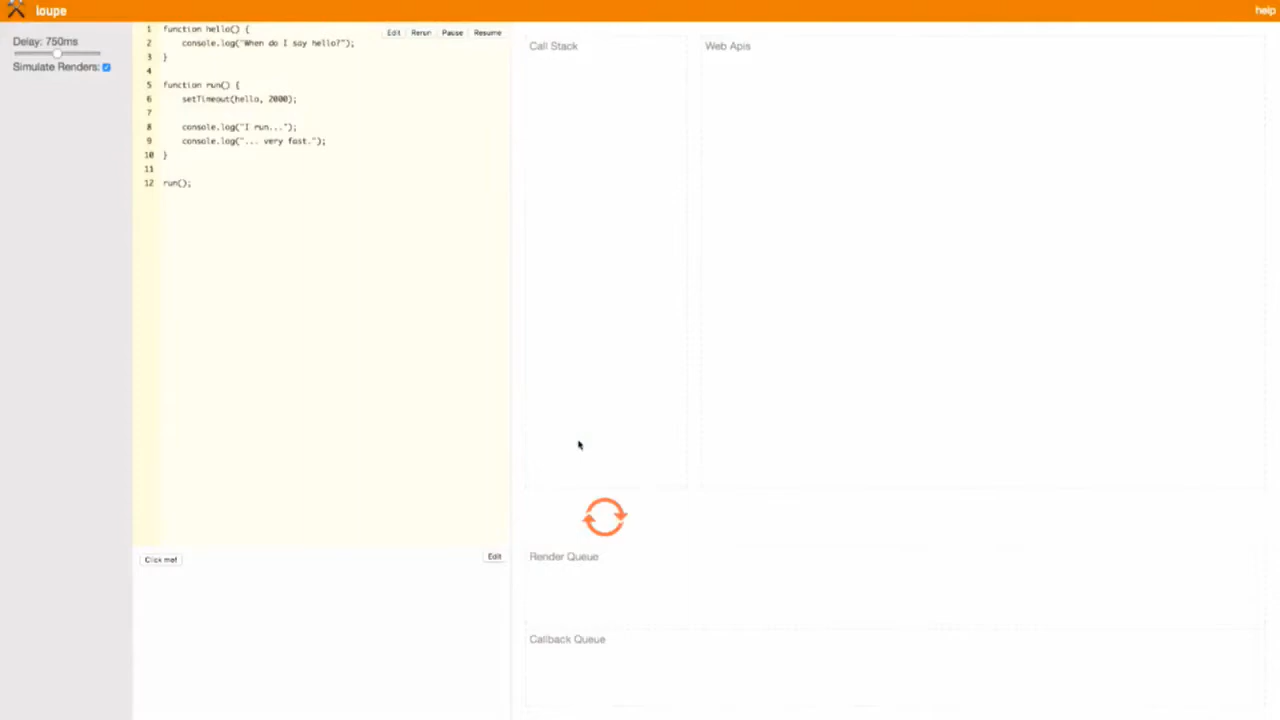 loupe
help
Delay: 750ms
Simulate Renders:
Edit
Rerun
Pause
Resume
1 function hello() {
2 console.log("When do I say hello?");
3 }
4
5 function run() {
6 setTimeout(hello, 2000);
7
8 console.log("I run...");
9 console.log("... very fast.");
10 }
11
12 run();
Click me!
Edit
Call Stack
Web Apis
Render Queue
Callback Queue